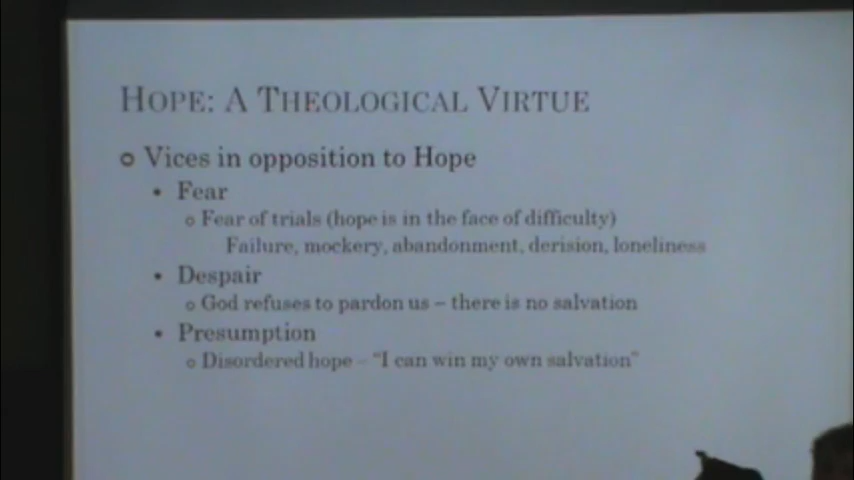 HOPE: A THEOLOGICAL VIRTUE
Vices in opposition to Hope
Fear
Fear of trials (hope is in the face of difficulty)
Failure, mockery, abandonment, derision, loneliness
Despair
God refuses to pardon us – there is no salvation
Presumption
Disordered hope – "I can win my own salvation"